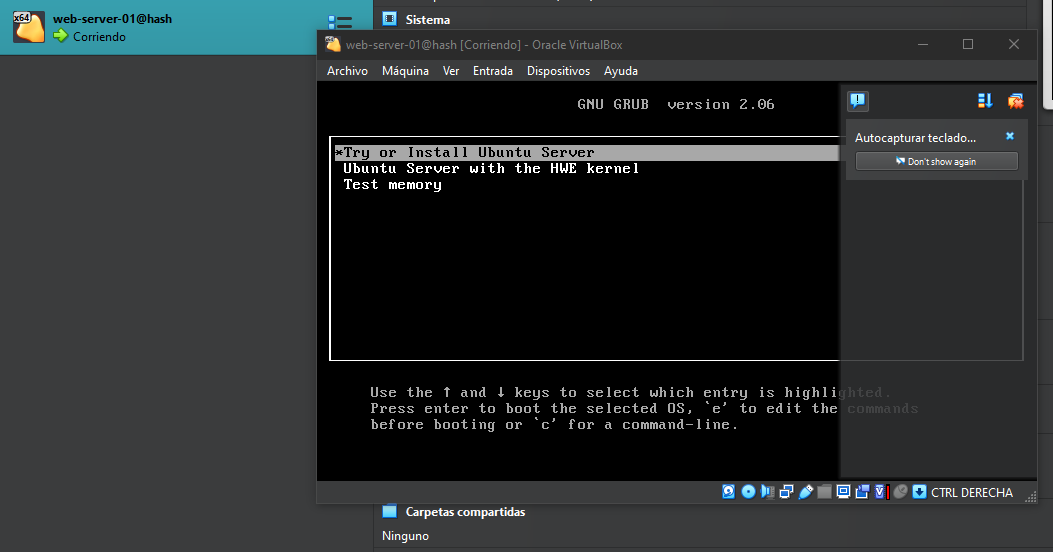 x64
web-server-01@hash
Corriendo
Sistema
web-server-01@hash [Corriendo] - Oracle VirtualBox
Archivo Máquina Ver Entrada Dispositivos Ayuda
GNU GRUB version 2.06
Autocapturar teclado...
Don't show again
*Try or Install Ubuntu Server
Ubuntu Server with the HWE kernel
Test memory
Use the ↑ and ↓ keys to select which entry is highlighted.
Press enter to boot the selected OS, `e' to edit the commands
before booting or `c' for a command-line.
CTRL DERECHA
Carpetas compartidas
Ninguno